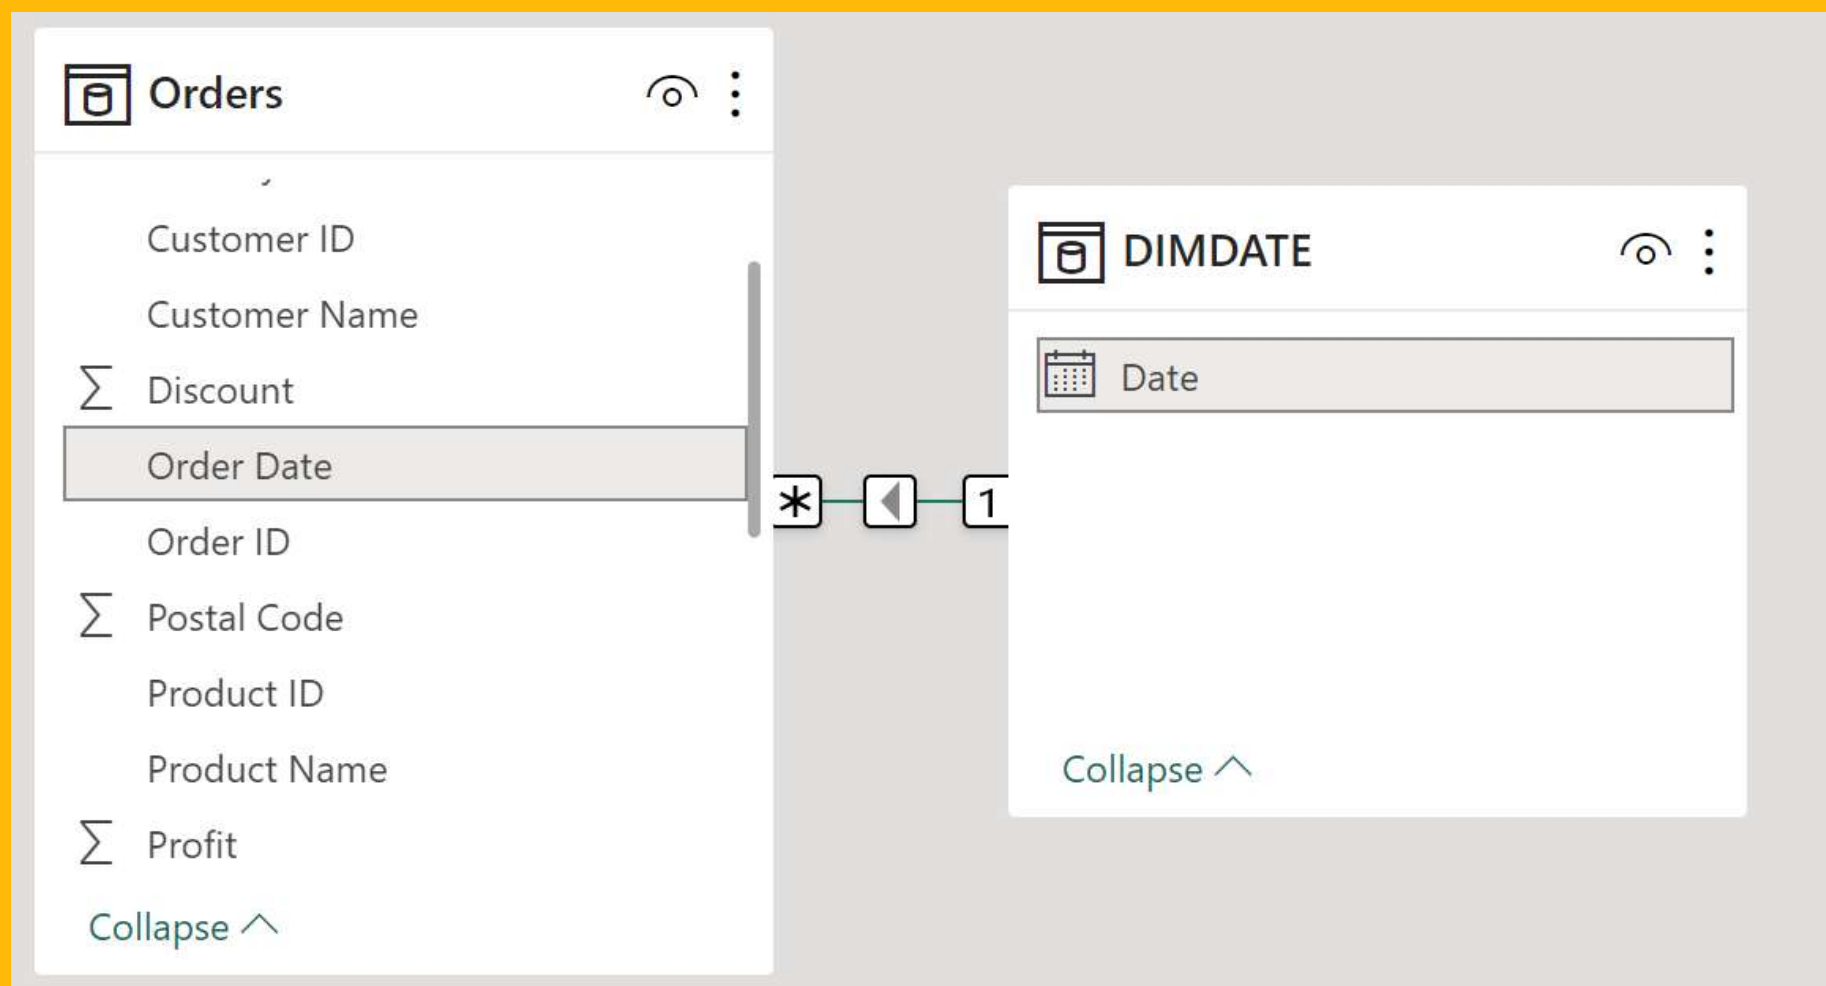 Orders
Customer ID
Customer Name
Discount
Order Date
Order ID
Postal Code
Product ID
Product Name
Profit
Collapse
*
1
DIMDATE
Date
Collapse